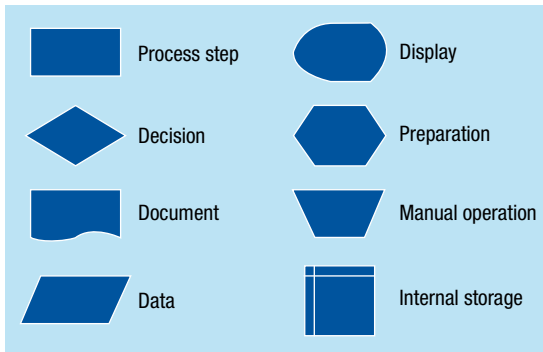 Process step
Display
Decision
Preparation
Document
Manual operation
Data
Internal storage